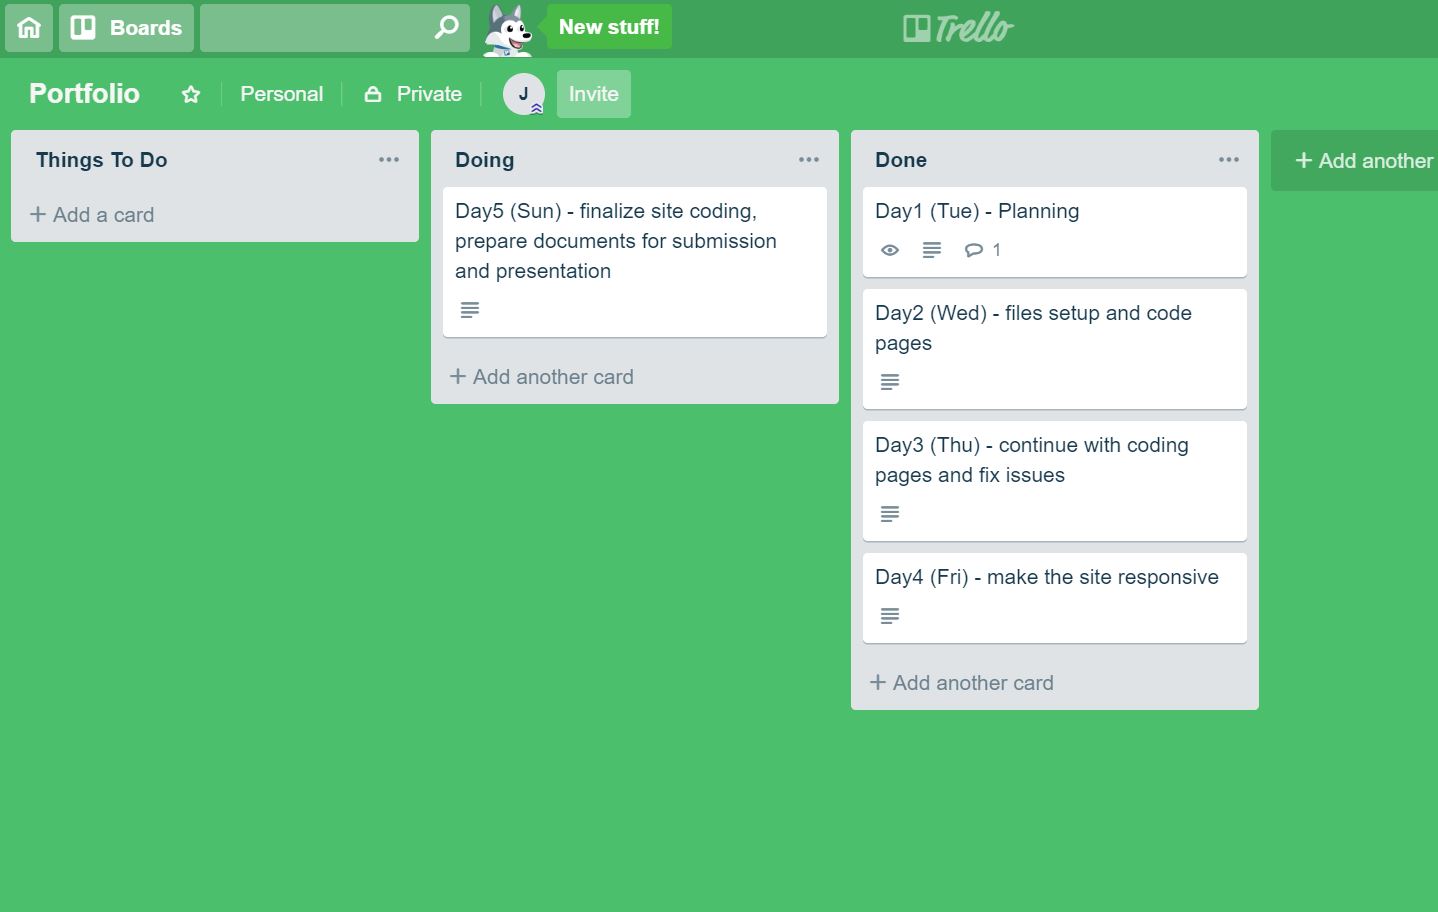 Boards
New stuff!
Trello
Portfolio
Personal
Private
J
Invite
Things To Do
+ Add a card
Doing
Day5 (Sun) - finalize site coding,
prepare documents for submission
and presentation
+ Add another card
Done
Day1 (Tue) - Planning
1
Day2 (Wed) - files setup and code
pages
Day3 (Thu) - continue with coding
pages and fix issues
Day4 (Fri) - make the site responsive
+ Add another card
+ Add another